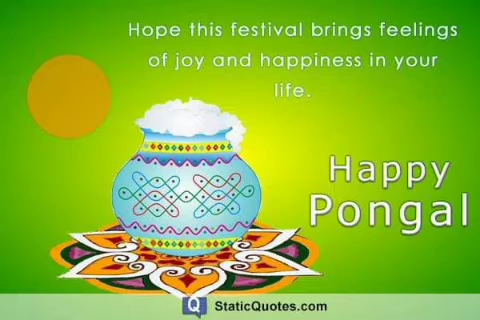 Hope this festival brings feelings
of joy and happiness in your
life.
Happy
Pongal
Q StaticQuotes.com